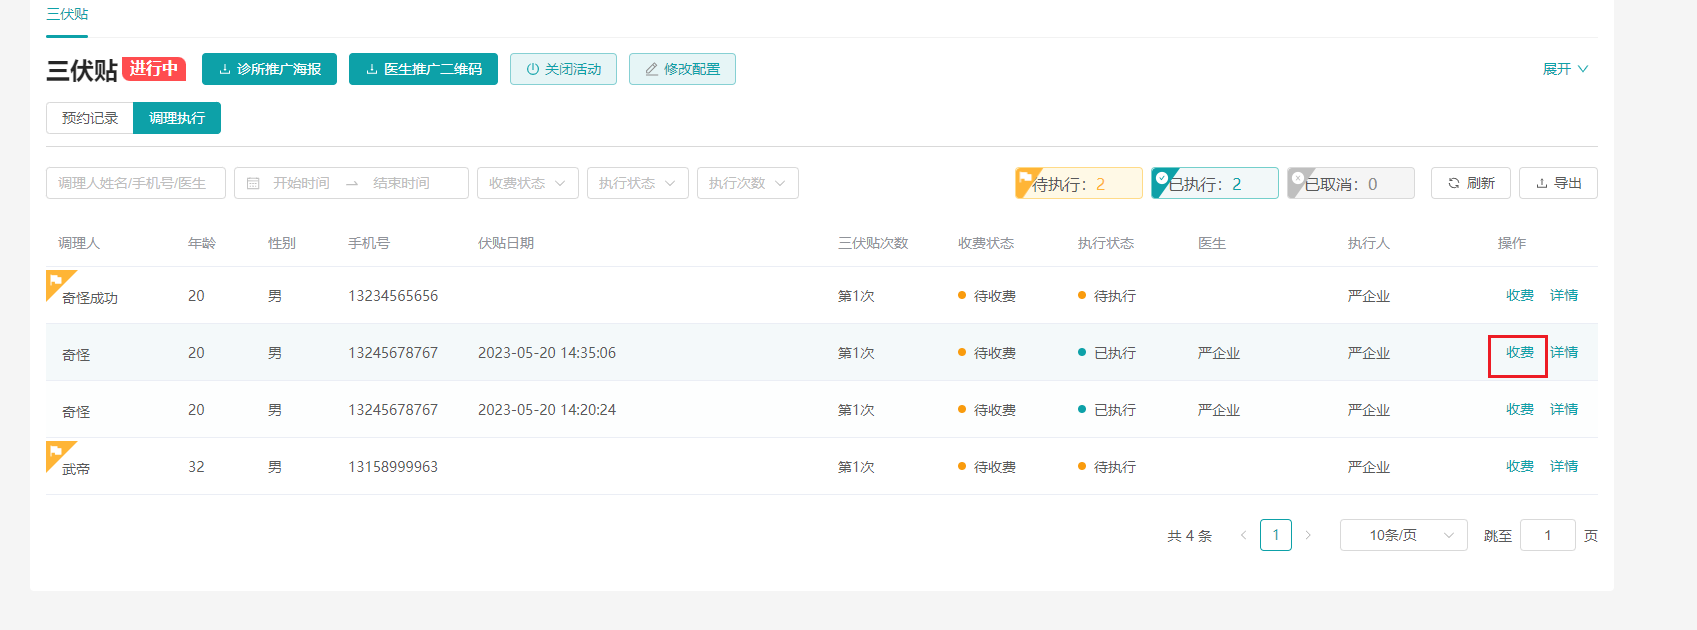 三伏贴
三伏贴 进行中 诊所推广海报 医生推广二维码 关闭活动 修改配置 展开
预约记录 调理执行
调理人姓名/手机号/医生 开始时间 结束时间 收费状态 执行状态 执行次数 待执行：2 已执行：2 已取消：0 刷新 导出
调理人 年龄 性别 手机号 伏贴日期 三伏贴次数 收费状态 执行状态 医生 执行人 操作
奇怪成功 20 男 13234565656 第1次 待收费 待执行 严企业 收费 详情
奇怪 20 男 13245678767 2023-05-20 14:35:06 第1次 待收费 已执行 严企业 严企业 收费 详情
奇怪 20 男 13245678767 2023-05-20 14:20:24 第1次 待收费 已执行 严企业 严企业 收费 详情
武帝 32 男 13158999963 第1次 待收费 待执行 严企业 收费 详情
共 4 条 1 10条/页 跳至 1 页